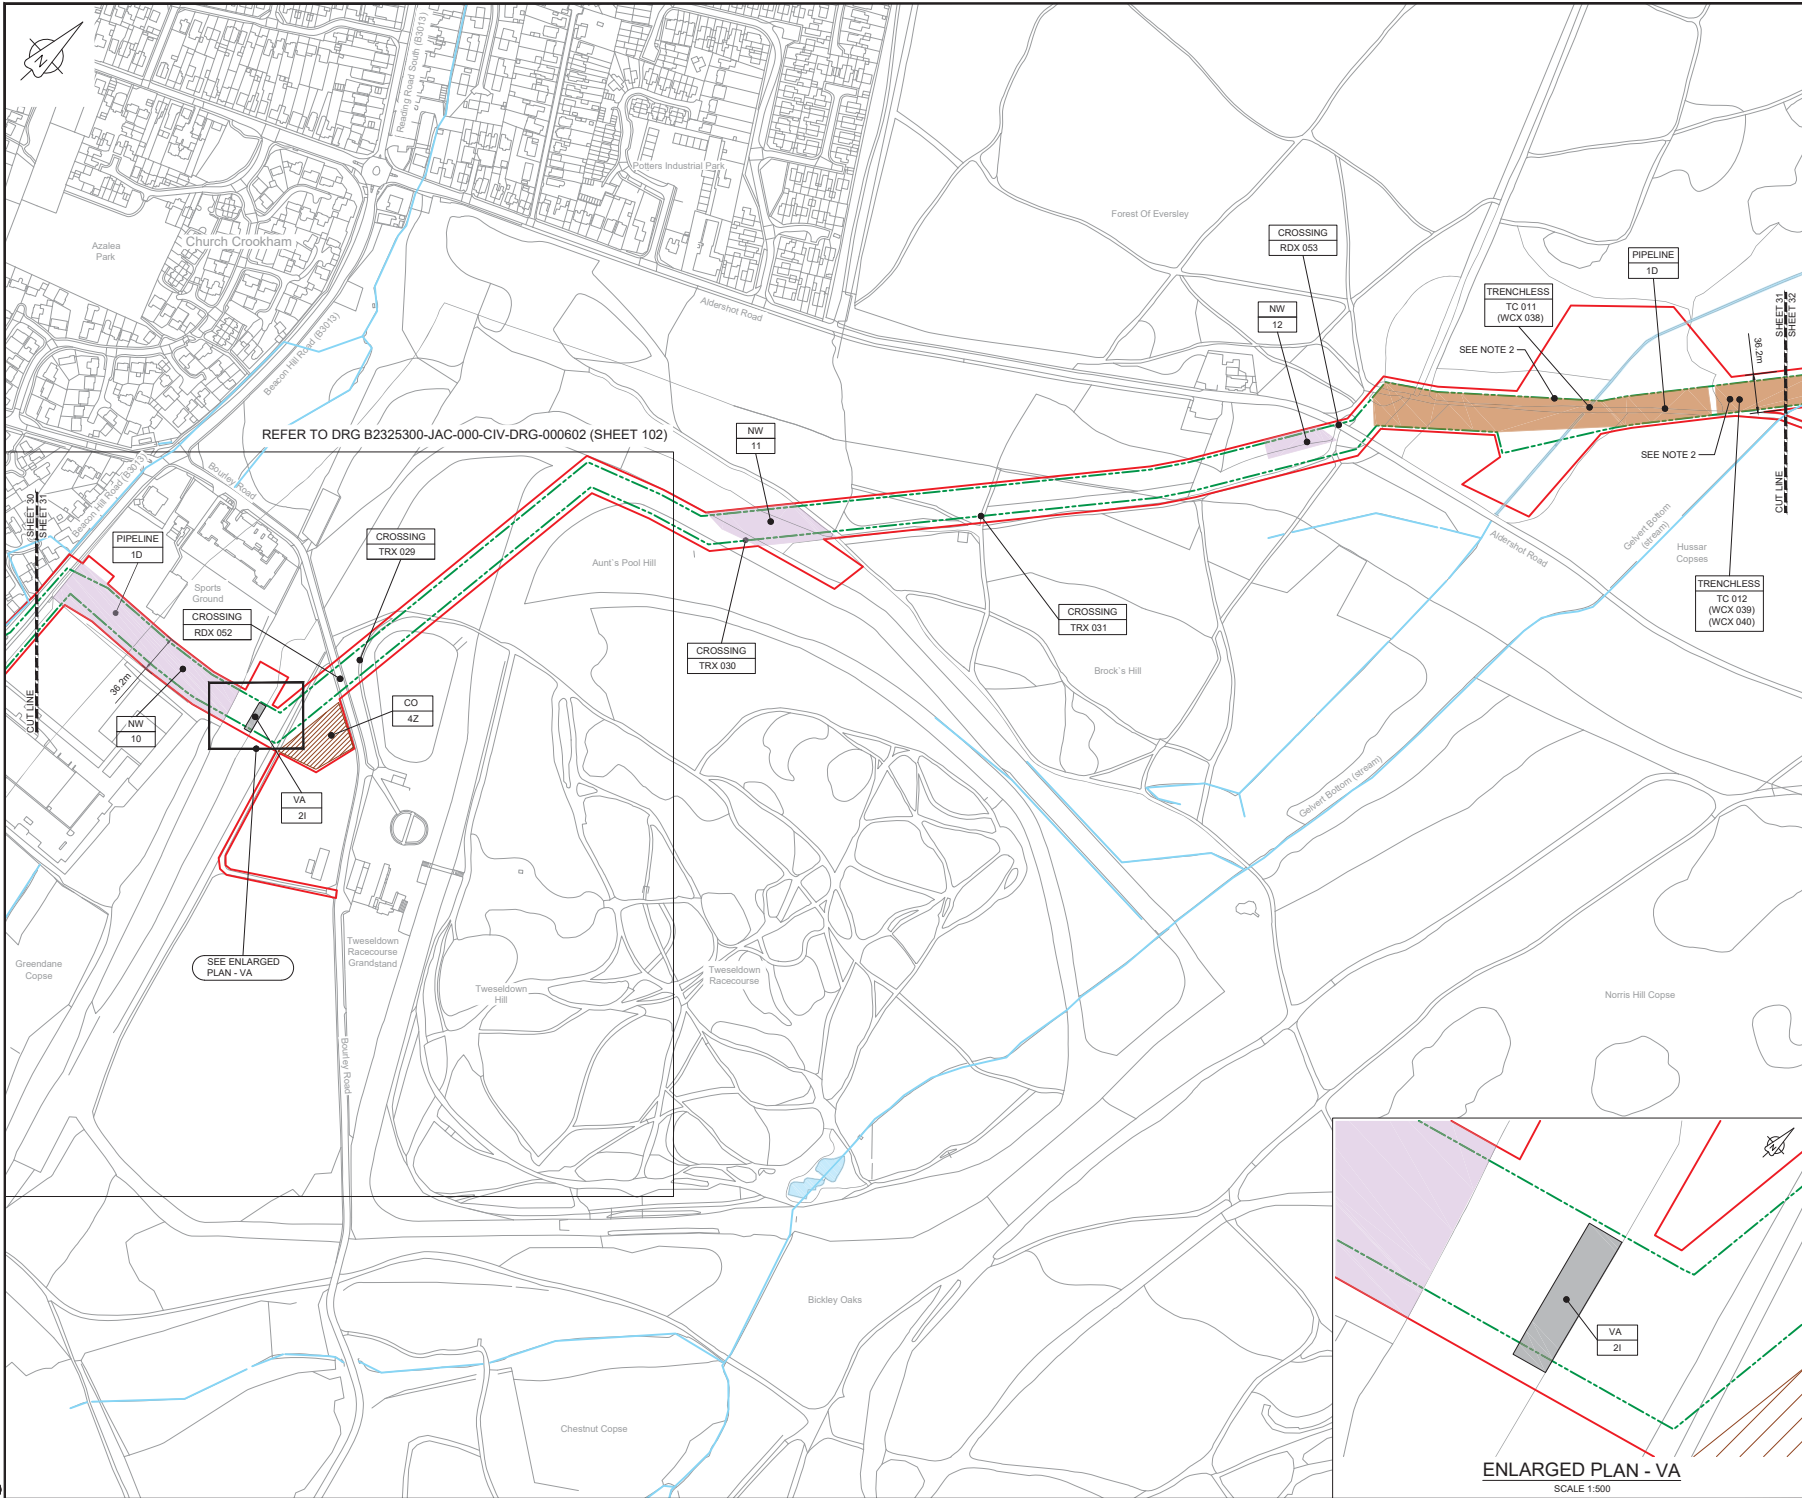 N
Reading Road South (B3013)
Potters Industrial Park
Azalea
Park
Church Crookham
Forest Of Eversley
CROSSING
RDX 053
PIPELINE
1D
TRENCHLESS
TC 011
(WCX 038)
NW
12
SHEET 31
SHEET 32
CUT LINE
36.2m
SEE NOTE 2
Aldershot Road
Beacon Hill Road (B3013)
REFER TO DRG B2325300-JAC-000-CIV-DRG-000602 (SHEET 102)
NW
11
SEE NOTE 2
Beacon Hill Road (B3013)
Bourley Road
SHEET 30
SHEET 31
CUT LINE
PIPELINE
1D
CROSSING
TRX 029
Aunt's Pool Hill
Aldershot Road
Gelvert Bottom
(stream)
Hussar
Copses
Sports
Ground
CROSSING
RDX 052
TRENCHLESS
TC 012
(WCX 039)
(WCX 040)
CROSSING
TRX 031
CROSSING
TRX 030
Brock's Hill
36.2m
NW
10
CO
4Z
VA
2I
Gelvert Bottom (stream)
SEE ENLARGED
PLAN - VA
Greendane
Copse
Tweseldown
Racecourse
Grandstand
Tweseldown
Hill
Tweseldown
Racecourse
Norris Hill Copse
Bourley Road
Bickley Oaks
Chestnut Copse
N
VA
2I
ENLARGED PLAN - VA
SCALE 1:500